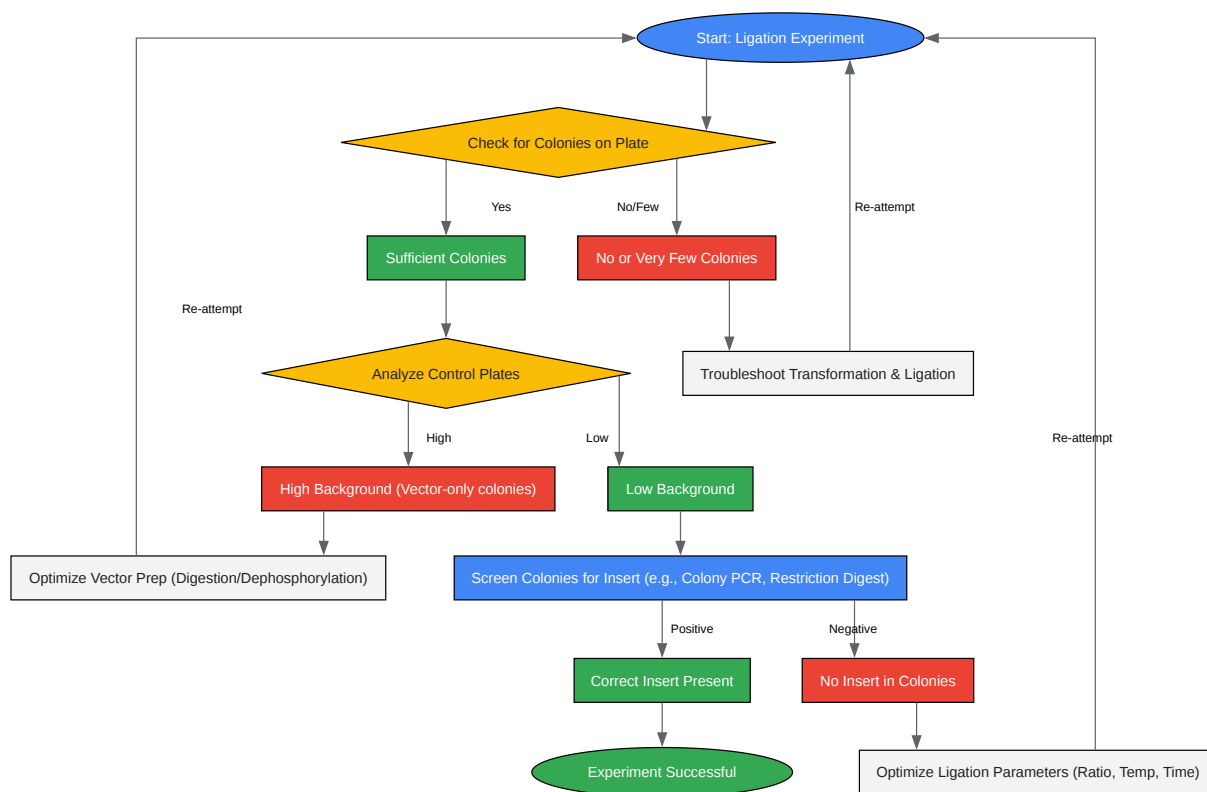 Start: Ligation Experiment
Check for Colonies on Plate
Yes
No/Few
Re-attempt
Sufficient Colonies
No or Very Few Colonies
Re-attempt
Analyze Control Plates
Troubleshoot Transformation & Ligation
High
Low
Re-attempt
High Background (Vector-only colonies)
Low Background
Optimize Vector Prep (Digestion/Dephosphorylation)
Screen Colonies for Insert (e.g., Colony PCR, Restriction Digest)
Positive
Negative
Correct Insert Present
No Insert in Colonies
Experiment Successful
Optimize Ligation Parameters (Ratio, Temp, Time)